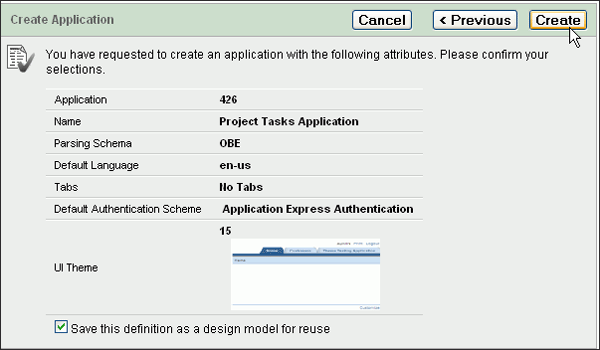 Create Application
Cancel
< Previous
Create
You have requested to create an application with the following attributes. Please confirm your
selections.
Application 426
Name Project Tasks Application
Parsing Schema OBE
Default Language en-us
Tabs No Tabs
Default Authentication Scheme Application Express Authentication
15
UI Theme
Customize
Save this definition as a design model for reuse